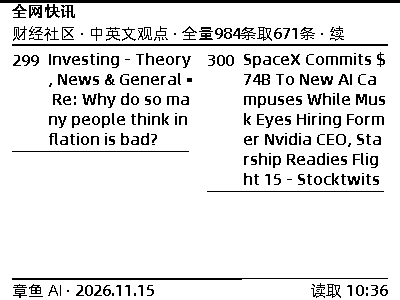 全网快讯
财经社区 · 中英文观点 · 全量984条取671条 · 续
299 Investing - Theory
, News & General •
Re: Why do so ma
ny people think in
flation is bad?
300 SpaceX Commits $
74B To New AI Ca
mpuses While Mus
k Eyes Hiring Form
er Nvidia CEO, Sta
rship Readies Flig
ht 15 - Stocktwits
章鱼 AI · 2026.11.15
读取 10:36